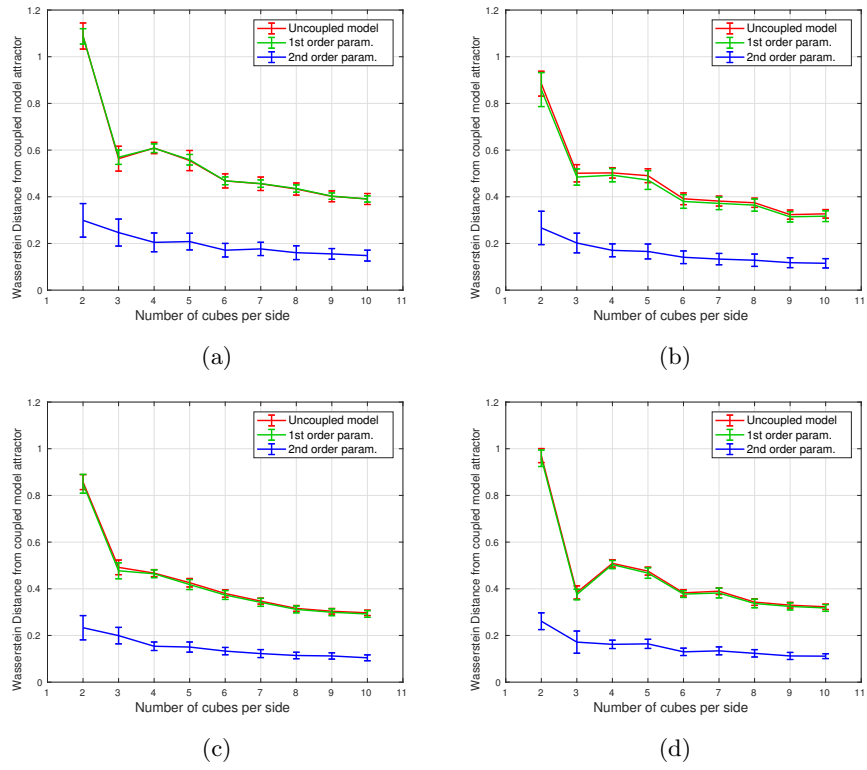 Wasserstein Distance from coupled model attractor
1.2
1
0.8
0.6
0.4
0.2
0
Uncoupled model
1st order param.
2nd order param.
1 2 3 4 5 6 7 8 9 10 11
Number of cubes per side
(a)
Wasserstein Distance from coupled model attractor
1.2
1
0.8
0.6
0.4
0.2
0
Uncoupled model
1st order param.
2nd order param.
1 2 3 4 5 6 7 8 9 10 11
Number of cubes per side
(b)
Wasserstein Distance from coupled model attractor
1.2
1
0.8
0.6
0.4
0.2
0
Uncoupled model
1st order param.
2nd order param.
1 2 3 4 5 6 7 8 9 10 11
Number of cubes per side
(c)
Wasserstein Distance from coupled model attractor
1.2
1
0.8
0.6
0.4
0.2
0
Uncoupled model
1st order param.
2nd order param.
1 2 3 4 5 6 7 8 9 10 11
Number of cubes per side
(d)